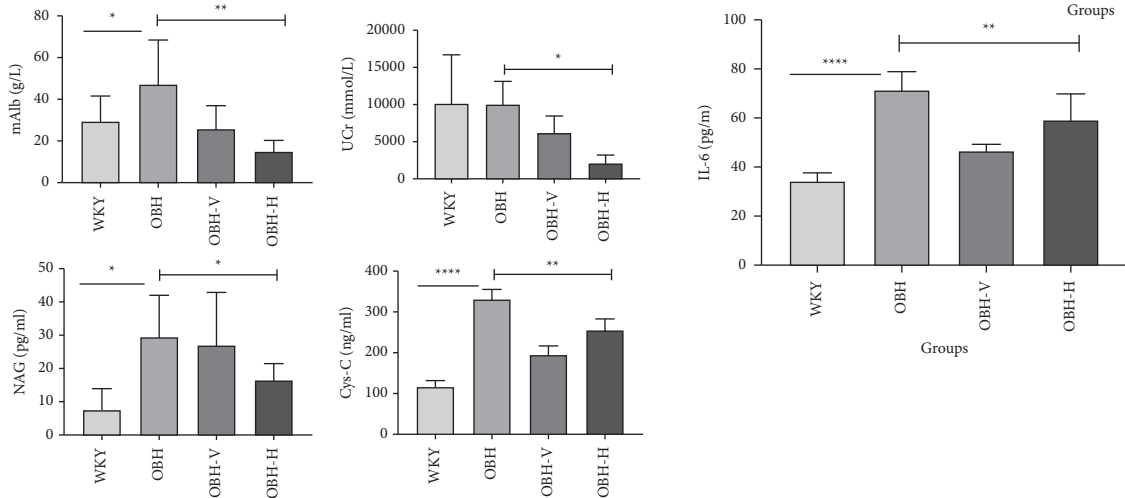 mAlb (g/L)
80
60
40
20
0
*
**
WKY
OBH
OBH-V
OBH-H
UCr (mmol/L)
20000
15000
10000
5000
0
*
WKY
OBH
OBH-V
OBH-H
NAG (pg/ml)
50
40
30
20
10
0
*
*
WKY
OBH
OBH-V
OBH-H
Cys-C (ng/ml)
400
300
200
100
0
****
**
WKY
OBH
OBH-V
OBH-H
Groups
IL-6 (pg/m)
100
80
60
40
20
0
****
**
WKY
OBH
OBH-V
OBH-H
Groups